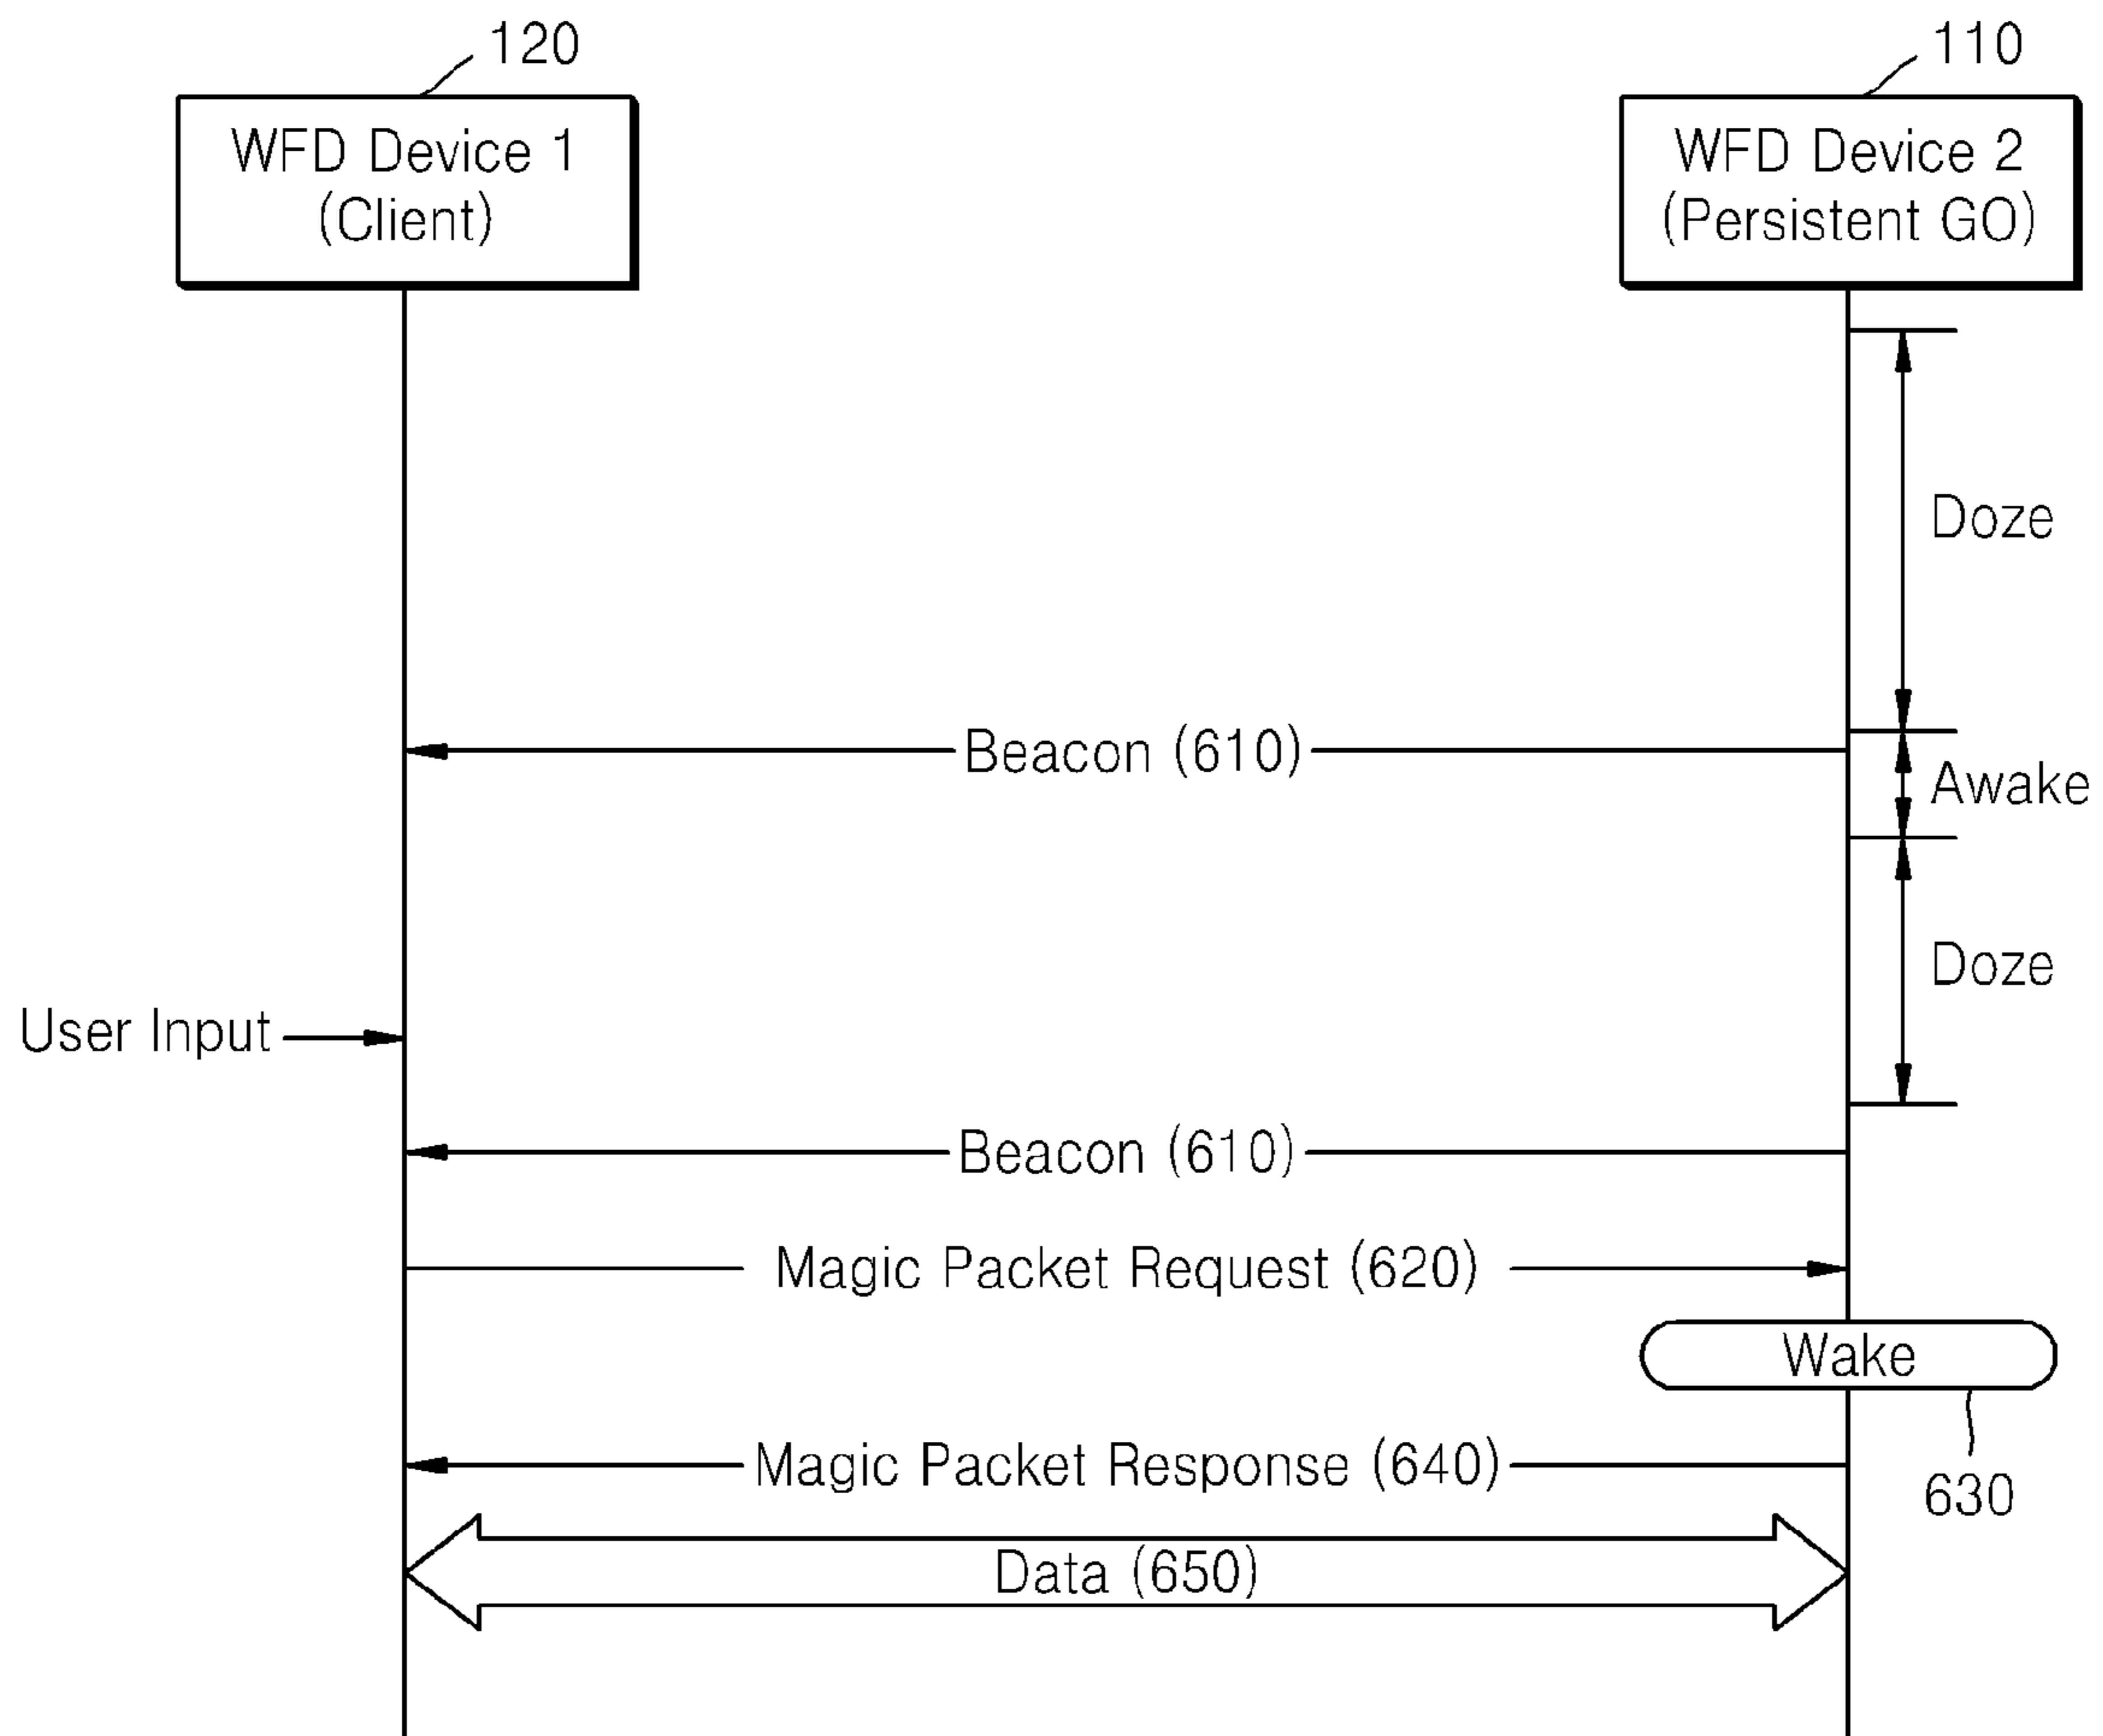 120
110
WFD Device 1
(Client)
WFD Device 2
(Persistent GO)
Doze
Beacon (610)
Awake
Doze
User Input
Beacon (610)
Magic Packet Request (620)
Wake
Magic Packet Response (640)
630
Data (650)